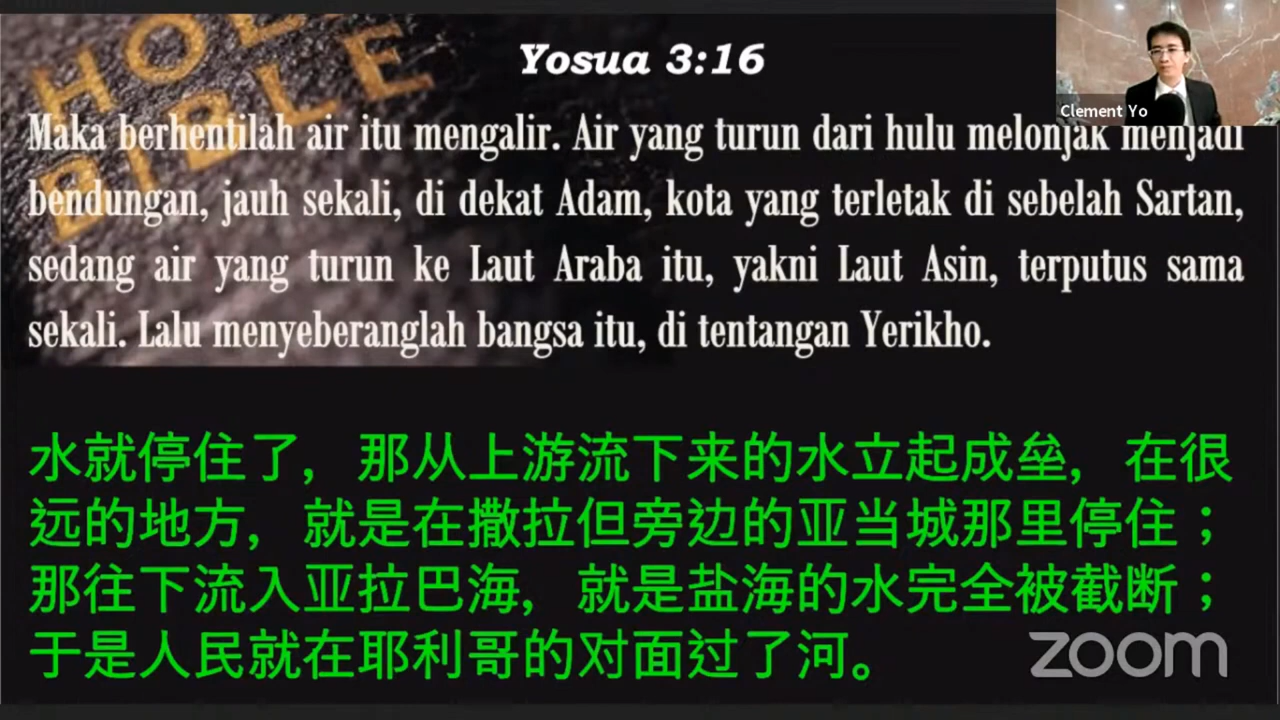 HOLY
BIBLE
Yosua 3:16
Clement Yo
Maka berhentilah air itu mengalir. Air yang turun dari hulu melonjak menjadi
bendungan, jauh sekali, di dekat Adam, kota yang terletak di sebelah Sartan,
sedang air yang turun ke Laut Araba itu, yakni Laut Asin, terputus sama
sekali. Lalu menyeberanglah bangsa itu, di tentangan Yerikho.
水就停住了，那从上游流下来的水立起成垒，在很
远的地方，就是在撒拉但旁边的亚当城那里停住；
那往下流入亚拉巴海，就是盐海的水完全被截断；
于是人民就在耶利哥的对面过了河。
zoom